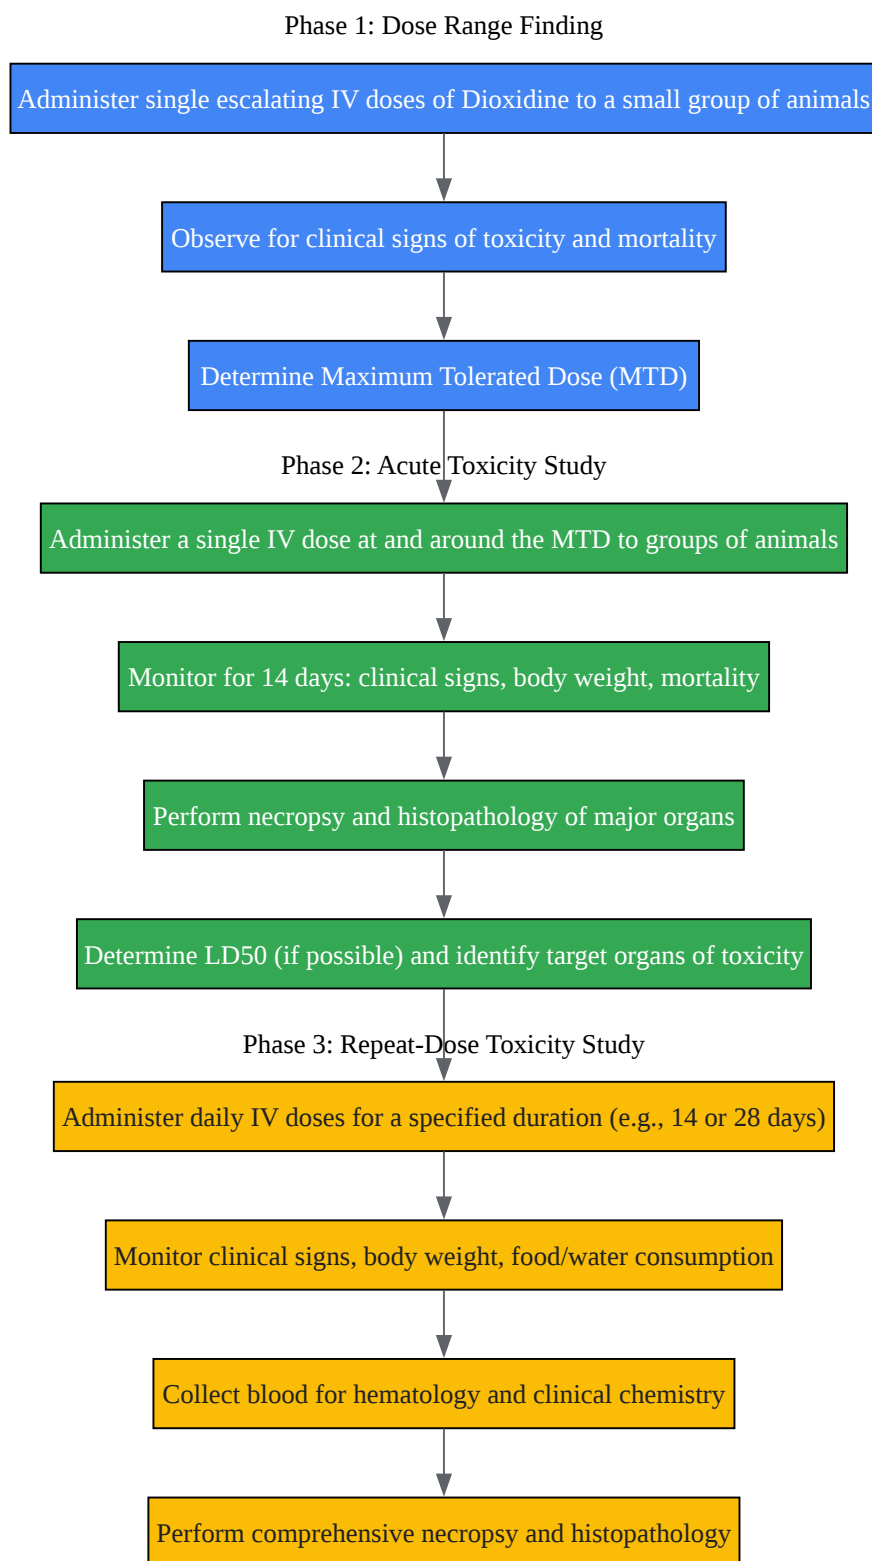 Phase 1: Dose Range Finding
Administer single escalating IV doses of Dioxidine to a small group of animals
Observe for clinical signs of toxicity and mortality
Determine Maximum Tolerated Dose (MTD)
Phase 2: Acute Toxicity Study
Administer a single IV dose at and around the MTD to groups of animals
Monitor for 14 days: clinical signs, body weight, mortality
Perform necropsy and histopathology of major organs
Determine LD50 (if possible) and identify target organs of toxicity
Phase 3: Repeat-Dose Toxicity Study
Administer daily IV doses for a specified duration (e.g., 14 or 28 days)
Monitor clinical signs, body weight, food/water consumption
Collect blood for hematology and clinical chemistry
Perform comprehensive necropsy and histopathology